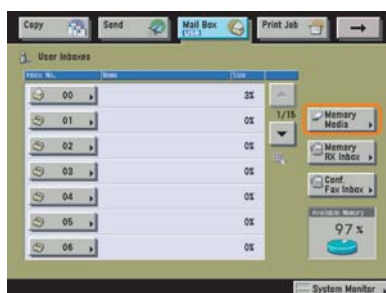 Copy Send Mail Box Print Job
USB
User Inboxes
Inbox No. Name Size
00 3%
01 0%
02 0%
03 0%
04 0%
05 0%
06 0%
1/15
Memory
Media
Memory
RX Inbox
Conf.
Fax Inbox
Available Memory
97 %
System Monitor